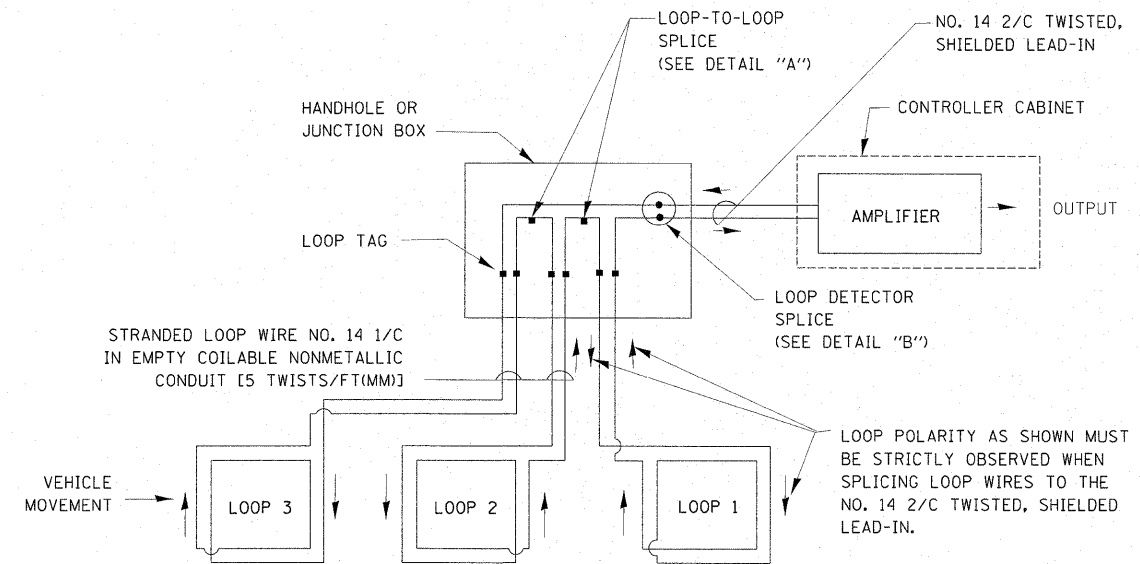 LOOP-TO-LOOP
SPLICE
(SEE DETAIL "A")
NO. 14 2/C TWISTED,
SHIELDED LEAD-IN
HANDHOLE OR
JUNCTION BOX
CONTROLLER CABINET
AMPLIFIER
OUTPUT
LOOP TAG
LOOP DETECTOR
SPLICE
(SEE DETAIL "B")
STRANDED LOOP WIRE NO. 14 1/C
IN EMPTY COILABLE NONMETALLIC
CONDUIT [5 TWISTS/FT(MM)]
LOOP POLARITY AS SHOWN MUST
BE STRICTLY OBSERVED WHEN
SPLICING LOOP WIRES TO THE
NO. 14 2/C TWISTED, SHIELDED
LEAD-IN.
VEHICLE
MOVEMENT
LOOP 3
LOOP 2
LOOP 1